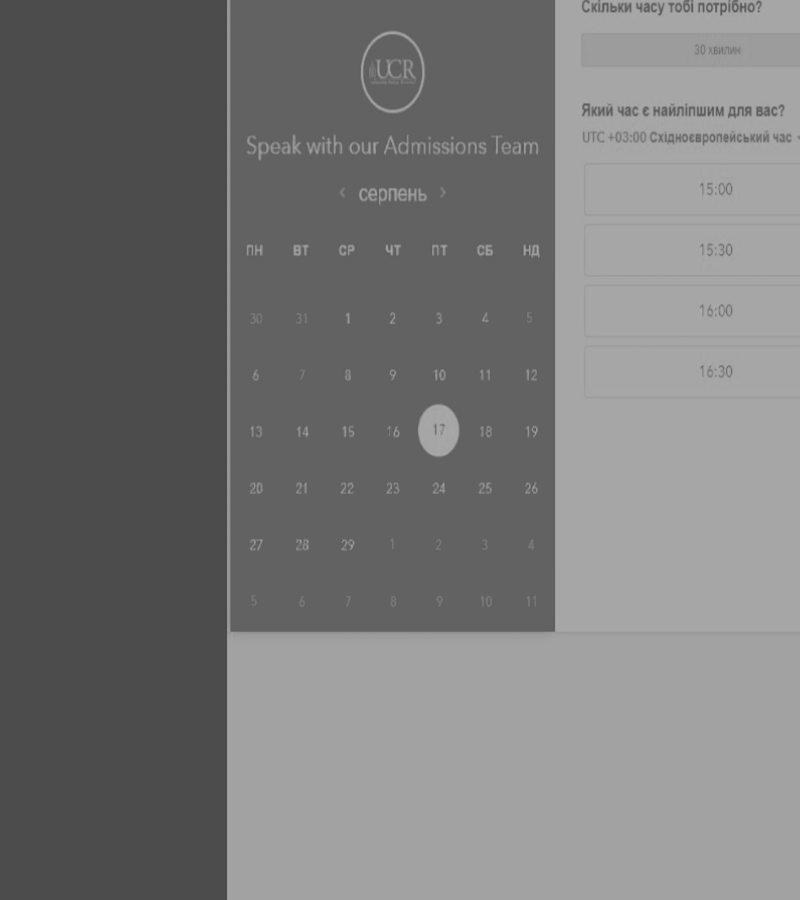 UCR
Speak with our Admissions Team
‹ серпень ›
ПН ВТ СР ЧТ ПТ СБ НД
30 31 1 2 3 4 5
6 7 8 9 10 11 12
13 14 15 16 17 18 19
20 21 22 23 24 25 26
27 28 29 1 2 3 4
5 6 7 8 9 10 11
Скільки часу тобі потрібно?
30 хвилин
Який час є найліпшим для вас?
UTC +03:00 Східноєвропейський час
15:00
15:30
16:00
16:30